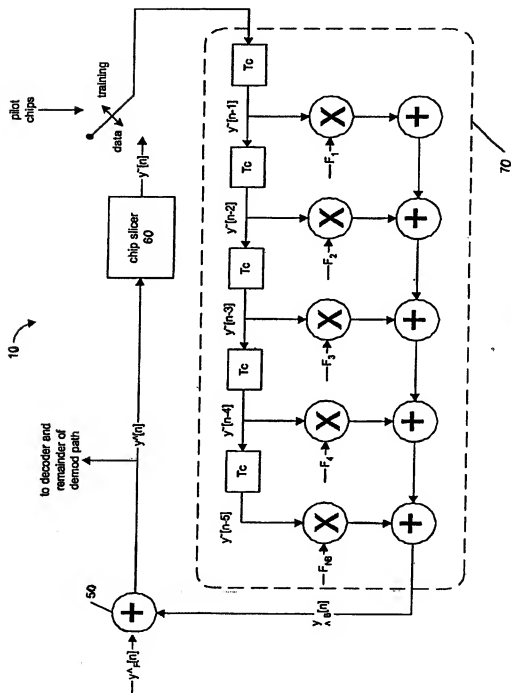 10
pilot chips
training
data
to decoder and remainder of demod path
y^[n]
chip slicer 60
y~[n]
50
+
y^F[n]
y^B[n]
Tc
Tc
Tc
Tc
Tc
y~[n-1]
y~[n-2]
y~[n-3]
y~[n-4]
y~[n-5]
X
X
X
X
X
F1
F2
F3
F4
FNB
+
+
+
+
+
70